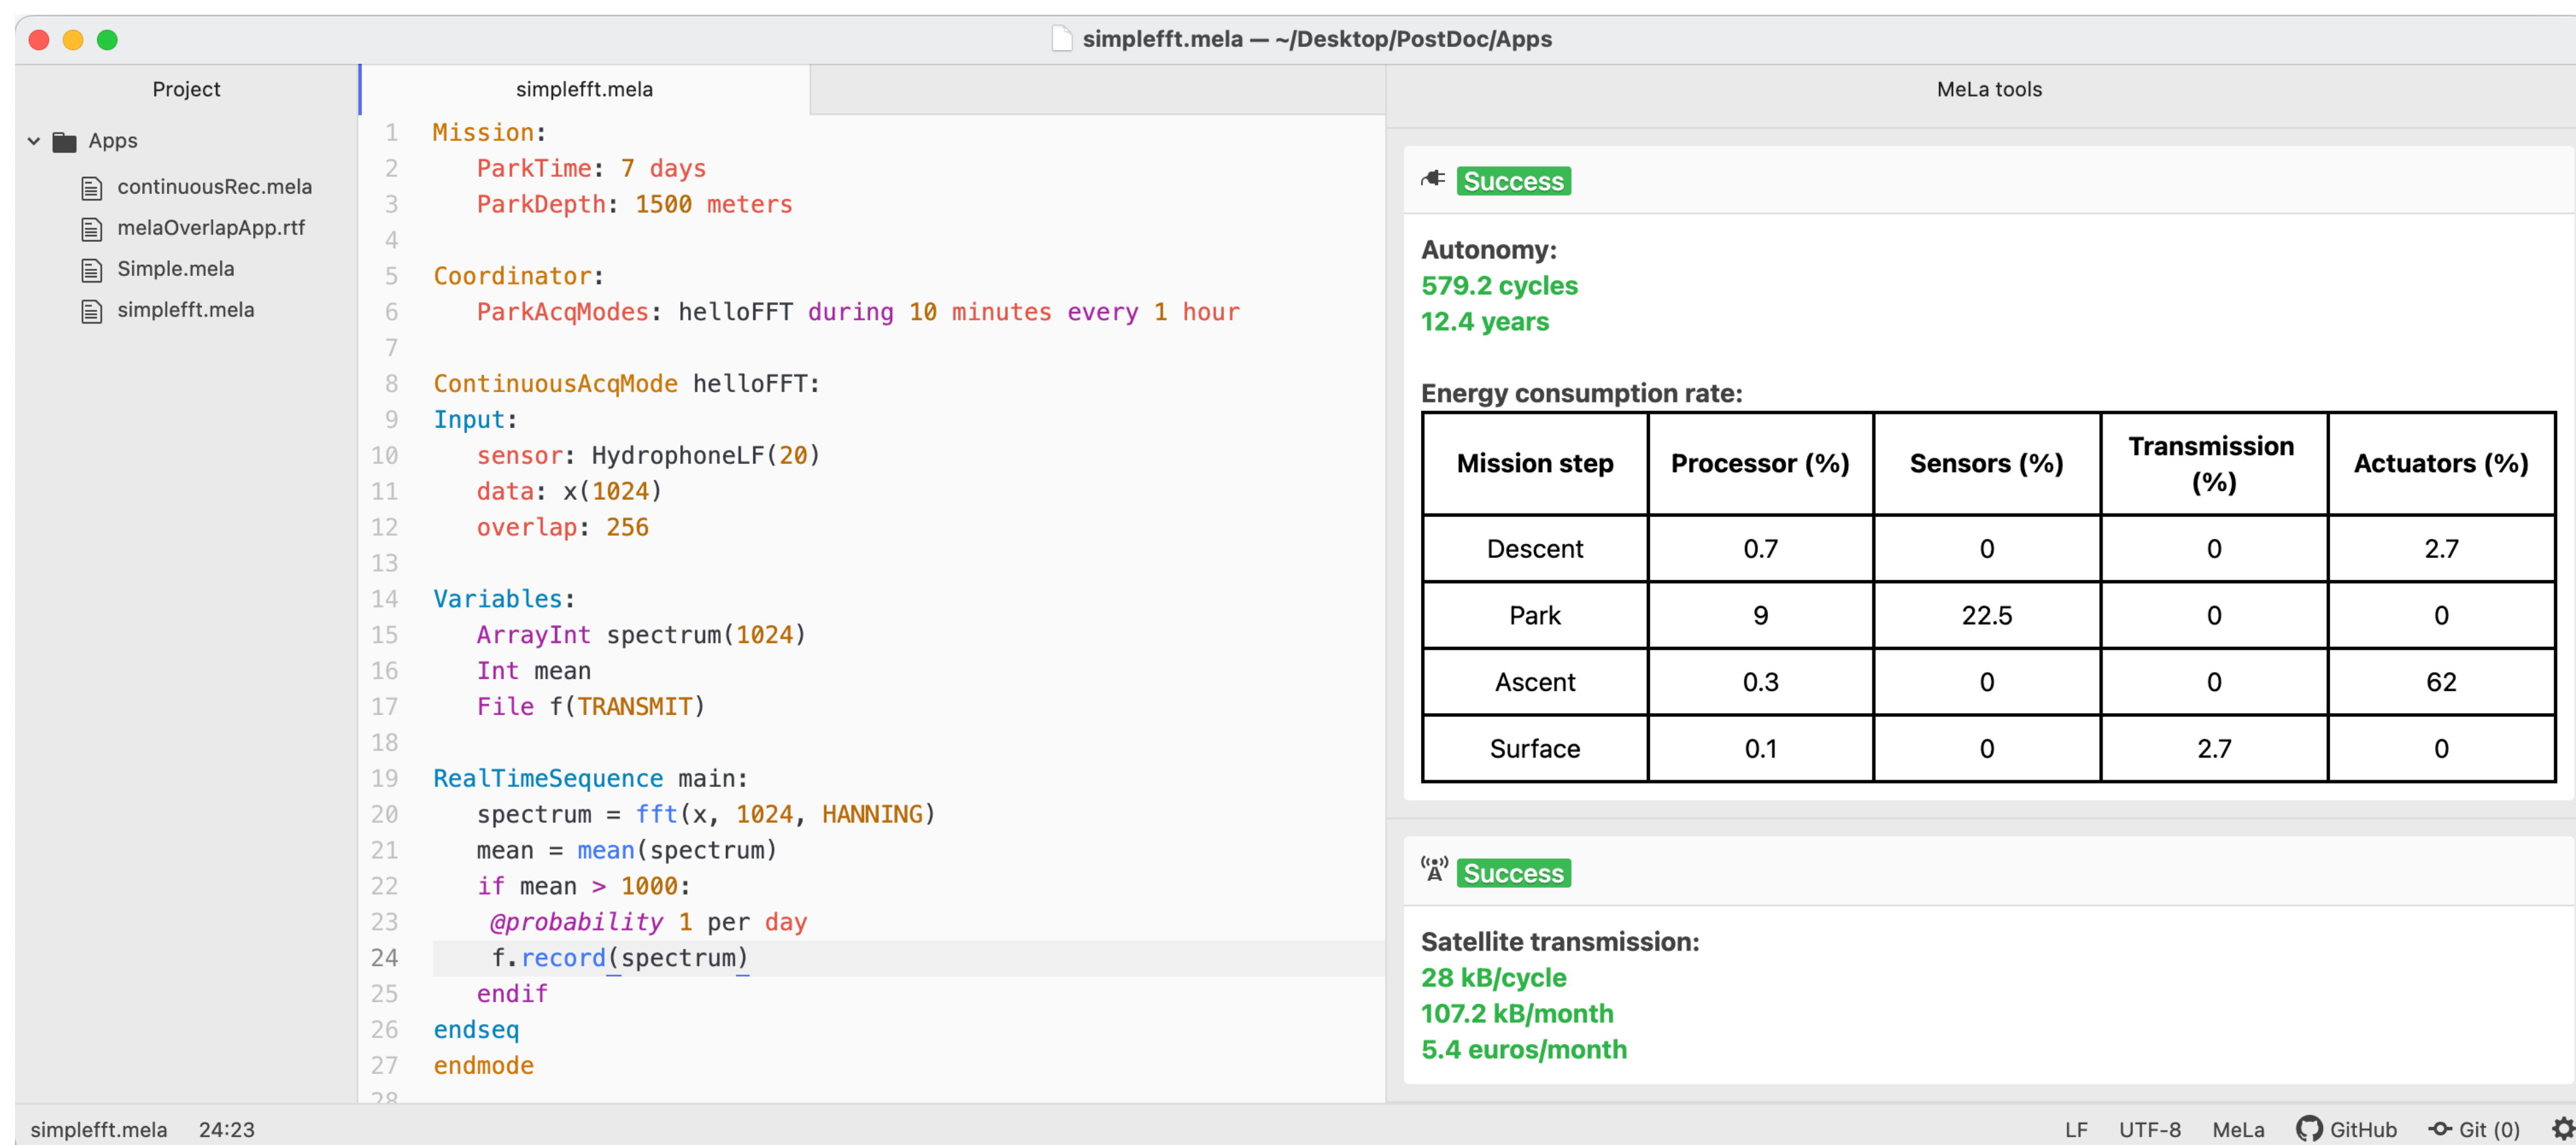 simplefft.mela — ~/Desktop/PostDoc/Apps
Project
Apps
continuousRec.mela
melaOverlapApp.rtf
Simple.mela
simplefft.mela
simplefft.mela
1 Mission:
2 ParkTime: 7 days
3 ParkDepth: 1500 meters
4
5 Coordinator:
6 ParkAcqModes: helloFFT during 10 minutes every 1 hour
7
8 ContinuousAcqMode helloFFT:
9 Input:
10 sensor: HydrophoneLF(20)
11 data: x(1024)
12 overlap: 256
13
14 Variables:
15 ArrayInt spectrum(1024)
16 Int mean
17 File f(TRANSMIT)
18
19 RealTimeSequence main:
20 spectrum = fft(x, 1024, HANNING)
21 mean = mean(spectrum)
22 if mean > 1000:
23 @probability 1 per day
24 f.record(spectrum)
25 endif
26 endseq
27 endmode
28
MeLa tools
Success
Autonomy:
579.2 cycles
12.4 years
Energy consumption rate:
Mission step Processor (%) Sensors (%) Transmission (%) Actuators (%)
Descent 0.7 0 0 2.7
Park 9 22.5 0 0
Ascent 0.3 0 0 62
Surface 0.1 0 2.7 0
Success
Satellite transmission:
28 kB/cycle
107.2 kB/month
5.4 euros/month
simplefft.mela 24:23 LF UTF-8 MeLa GitHub Git (0)